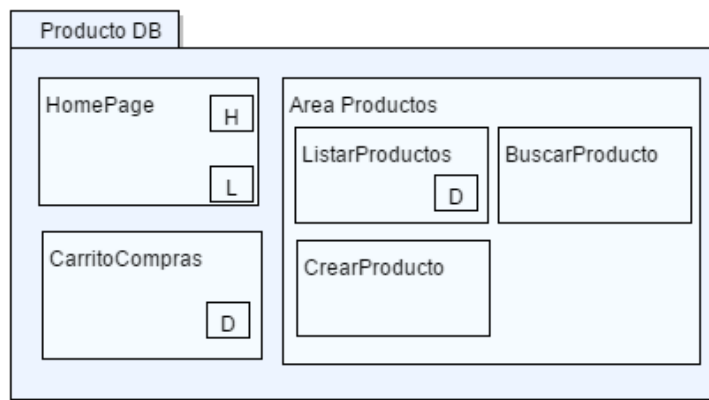 Producto DB
HomePage
H
L
CarritoCompras
D
Area Productos
ListarProductos
D
BuscarProducto
CrearProducto